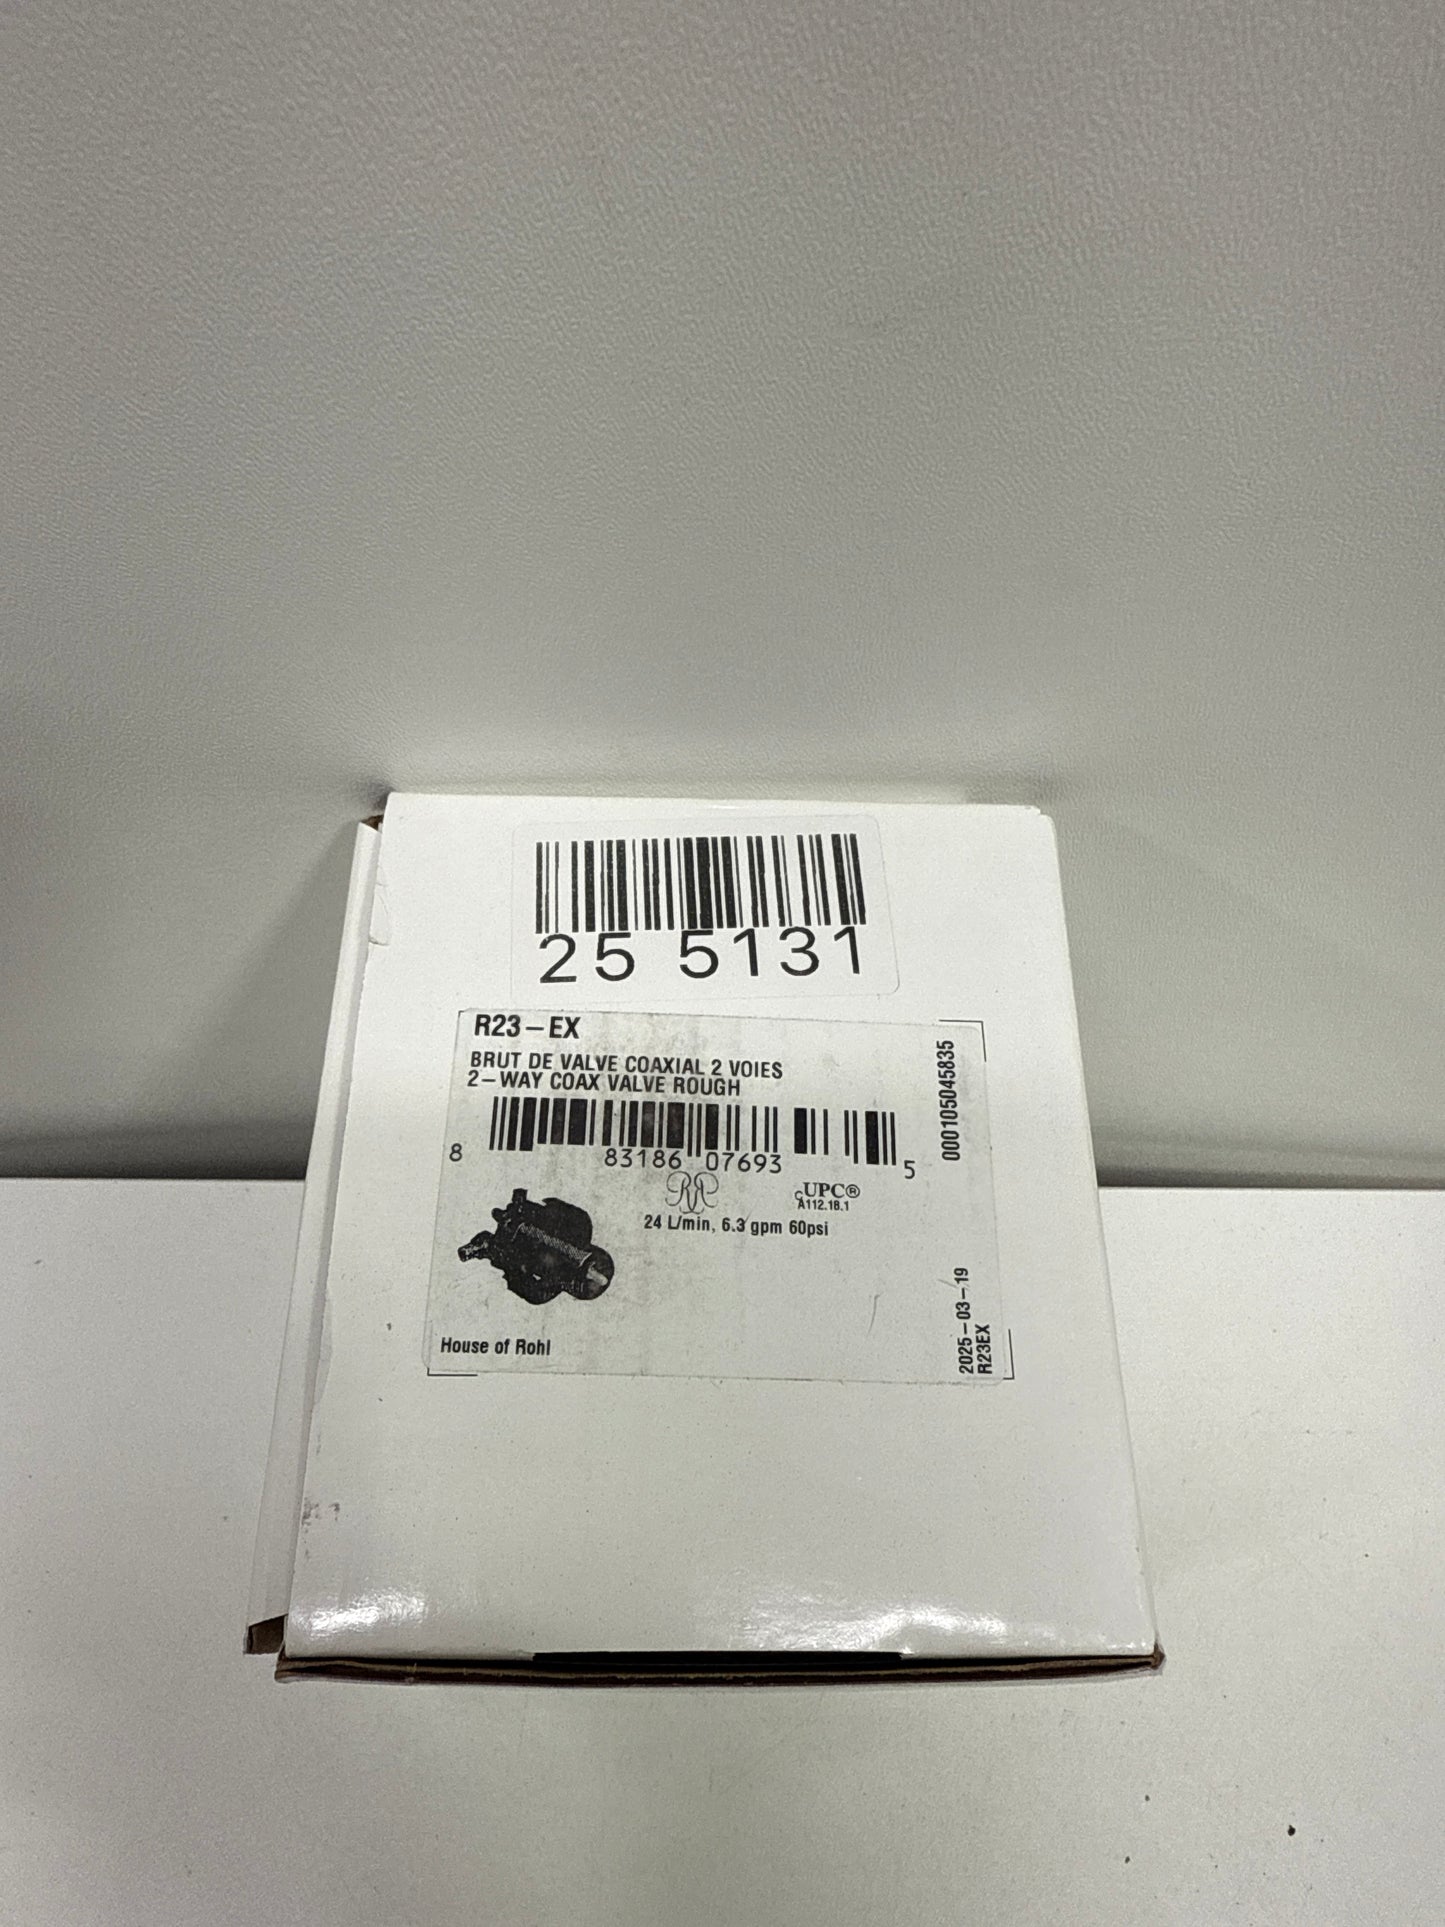 25 5131
R23-EX
BRUT DE VALVE COAXIAL 2 VOIES
2-WAY COAX VALVE ROUGH
8 83186 07693 5
000105045835
cUPC®
A112.18.1
24 L/min, 6.3 gpm 60psi
2025-03-19
R23EX
House of Rohl